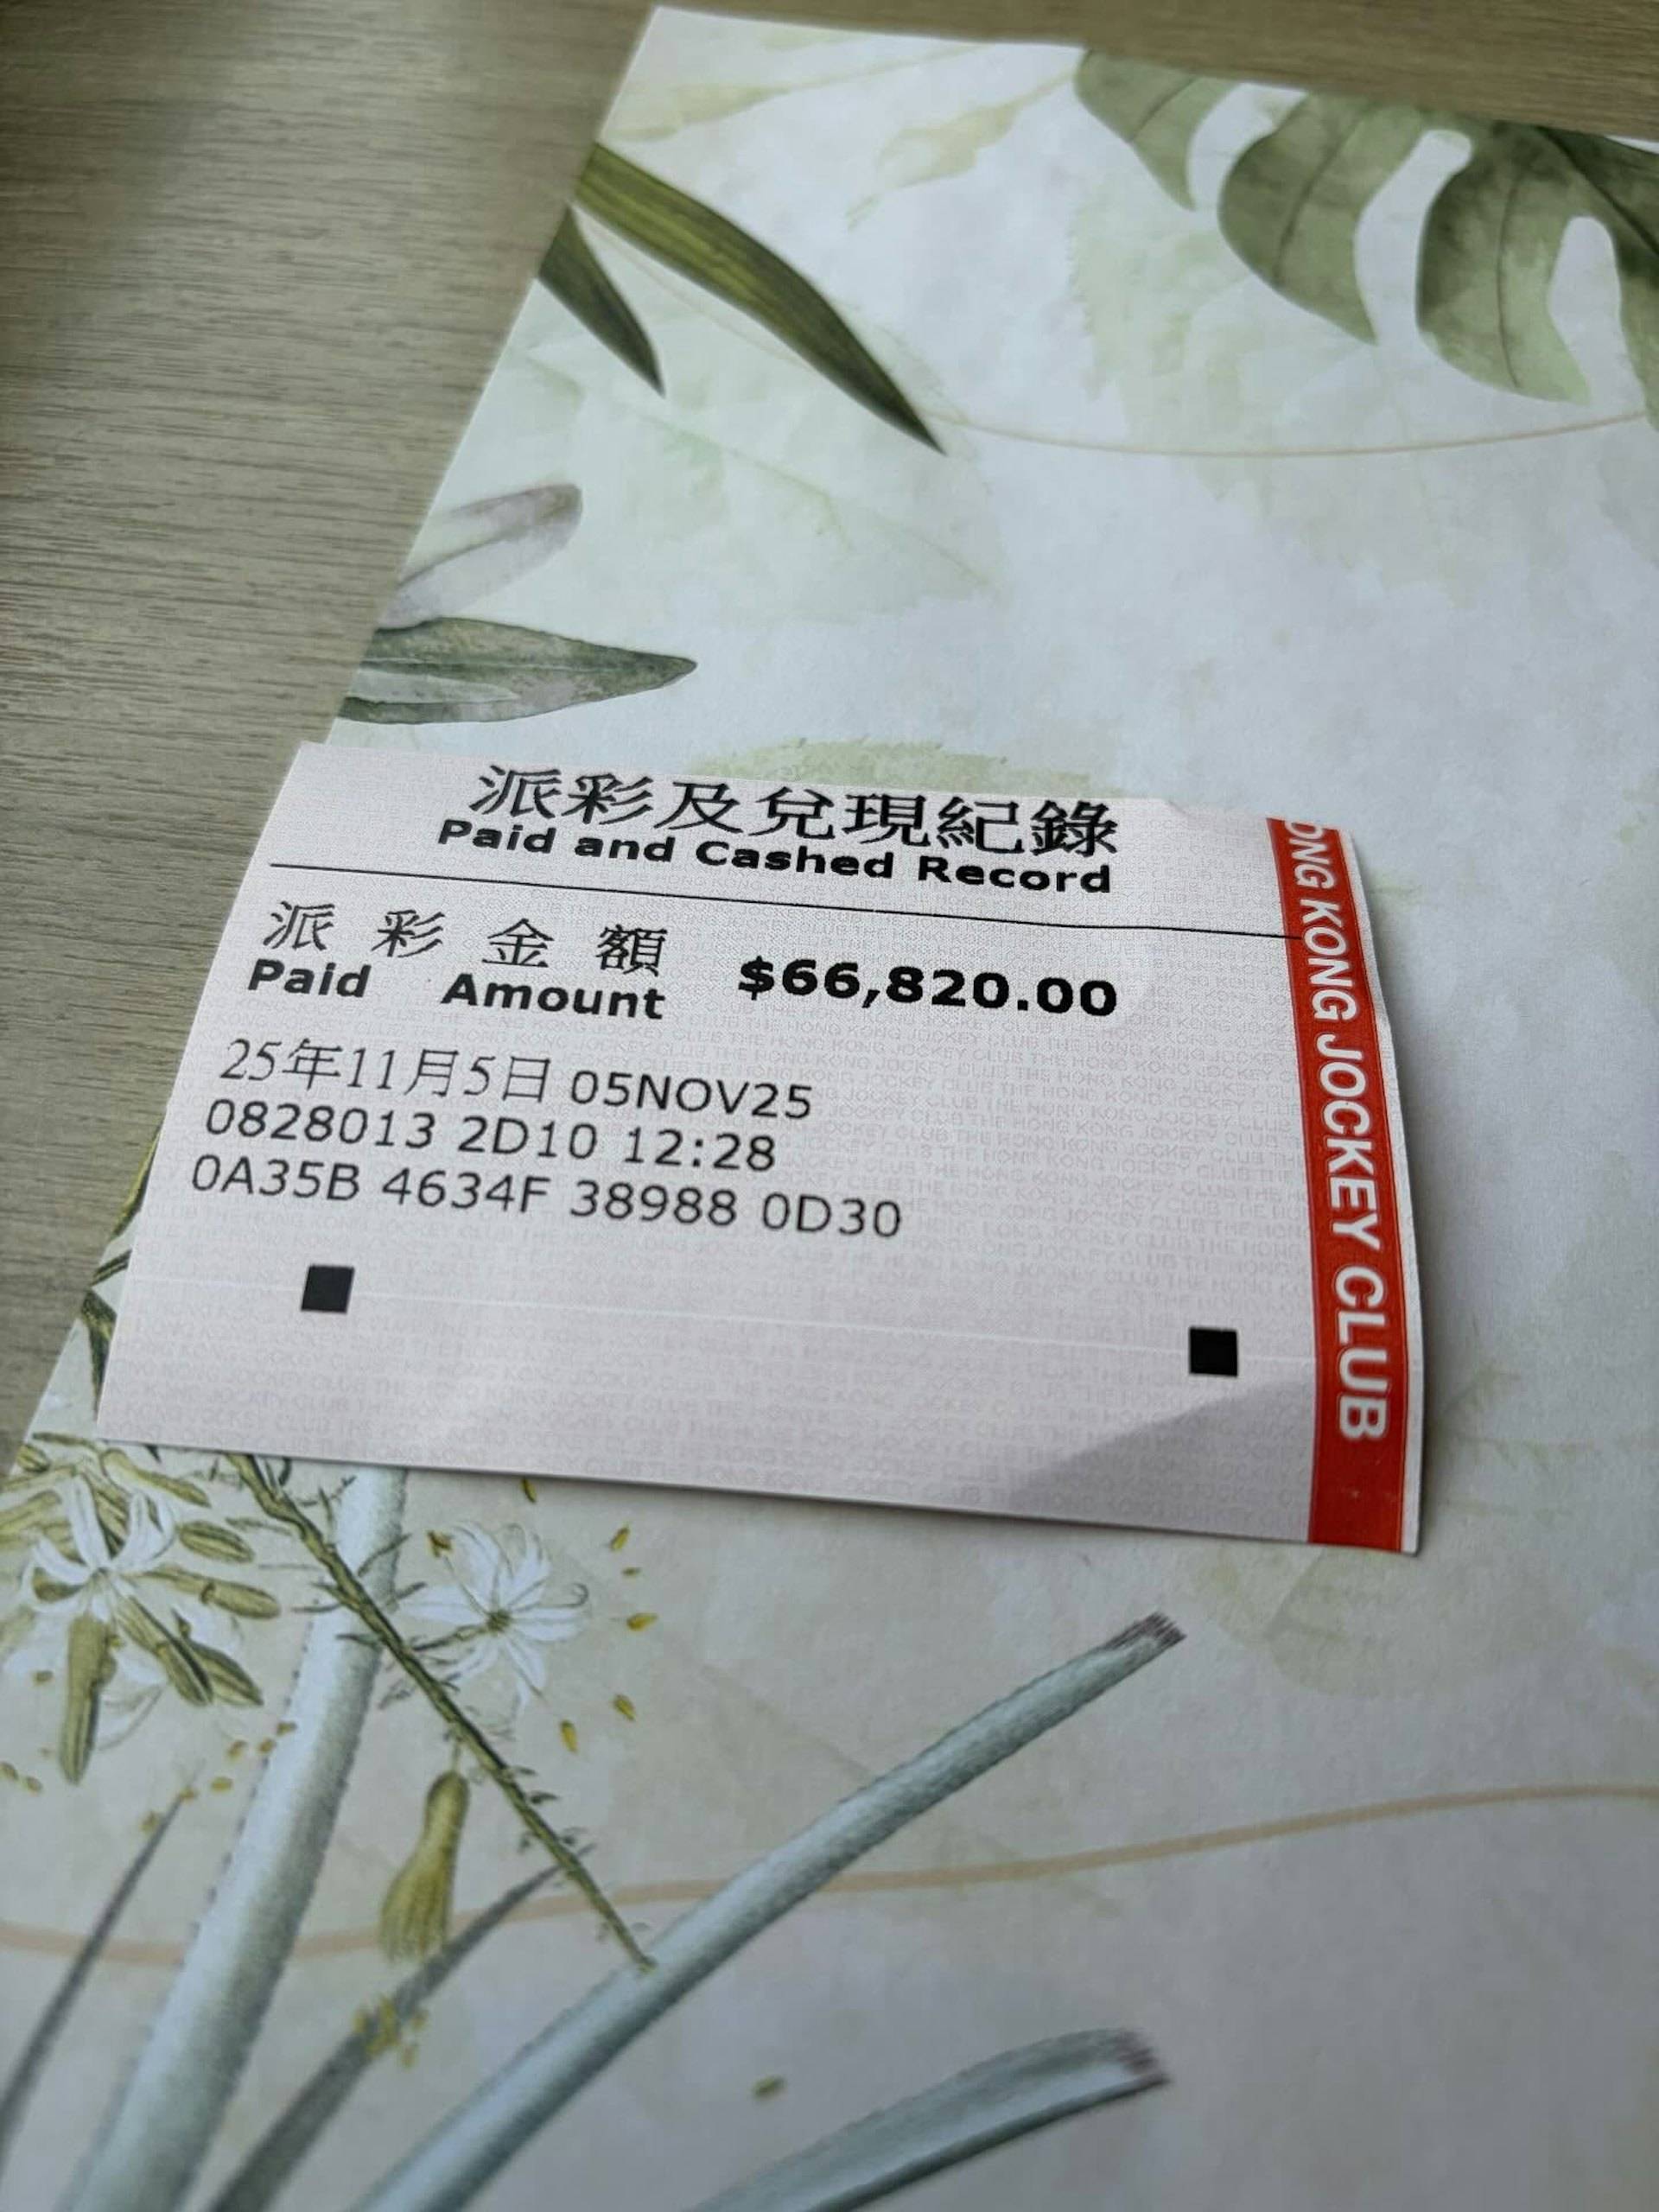 派彩及兌現紀錄
Paid and Cashed Record
派彩金額
Paid Amount $66,820.00
25年11月5日 05NOV25
0828013 2D10 12:28
0A35B 4634F 38988 0D30
ONG KONG JOCKEY CLUB